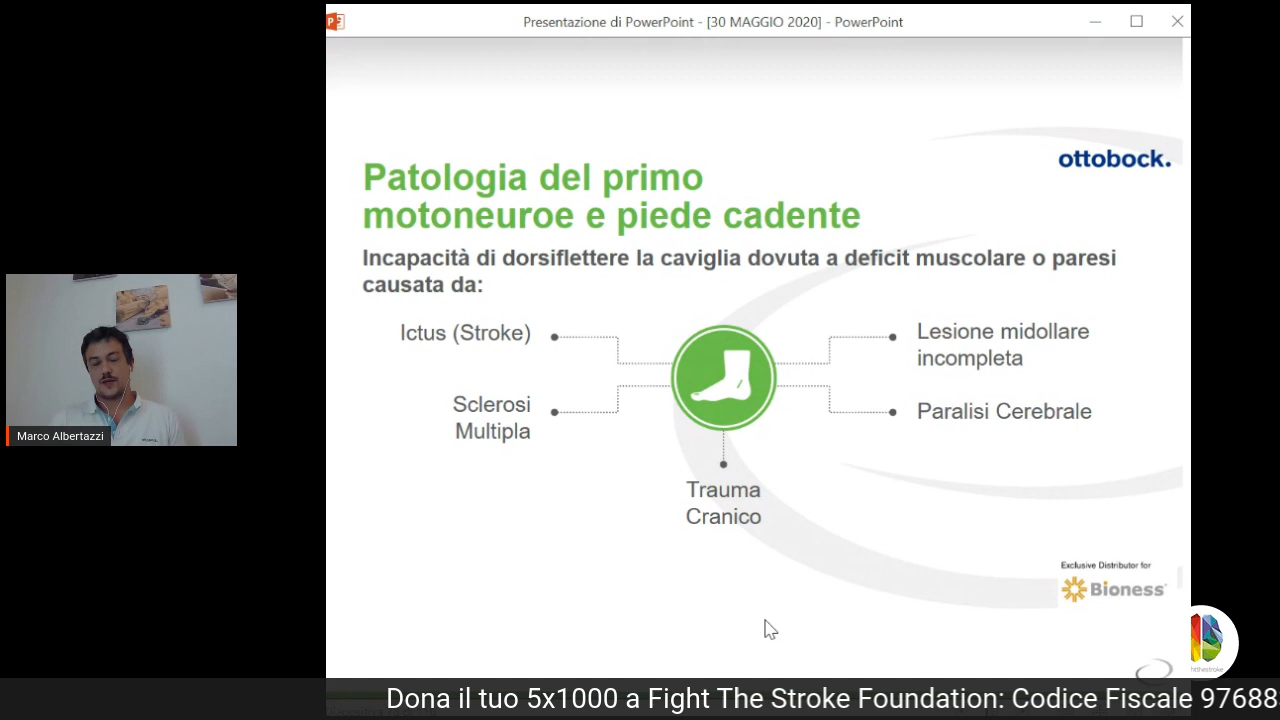 Presentazione di PowerPoint - [30 MAGGIO 2020] - PowerPoint
ottobock.
Patologia del primo
motoneuroe e piede cadente
Incapacità di dorsiflettere la caviglia dovuta a deficit muscolare o paresi
causata da:
Ictus (Stroke)
Lesione midollare
incompleta
Sclerosi
Multipla
Paralisi Cerebrale
Trauma
Cranico
Marco Albertazzi
Exclusive Distributor for
Bioness
Dona il tuo 5x1000 a Fight The Stroke Foundation: Codice Fiscale 97688